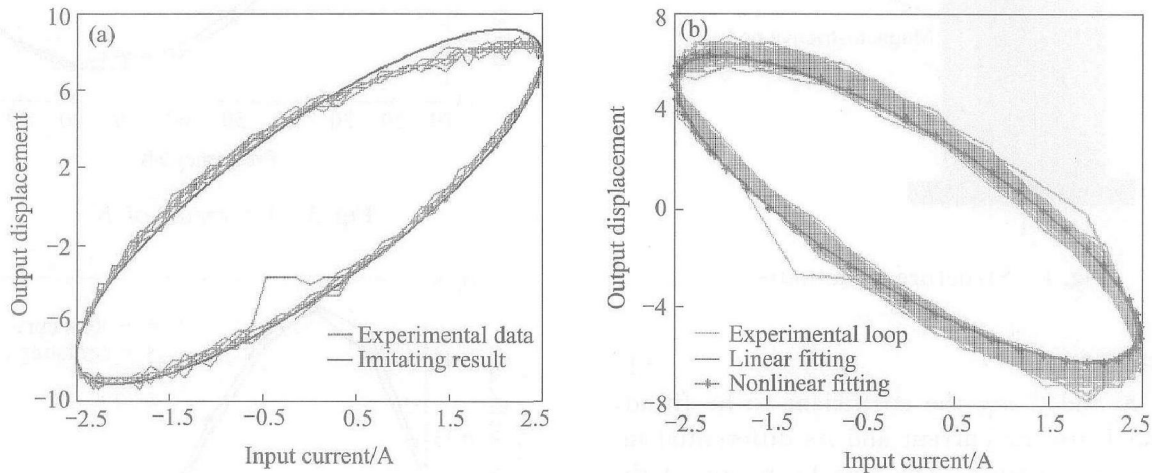 (a)
10
6
2
-2
-6
-10
Output displacement
-2.5
-1.5
-0.5
0.5
1.5
2.5
Input current/A
Experimental data
Imitating result
(b)
8
4
0
-4
-8
Output displacement
-2.5
-1.5
-0.5
0.5
1.5
2.5
Input current/A
Experimental loop
Linear fitting
Nonlinear fitting